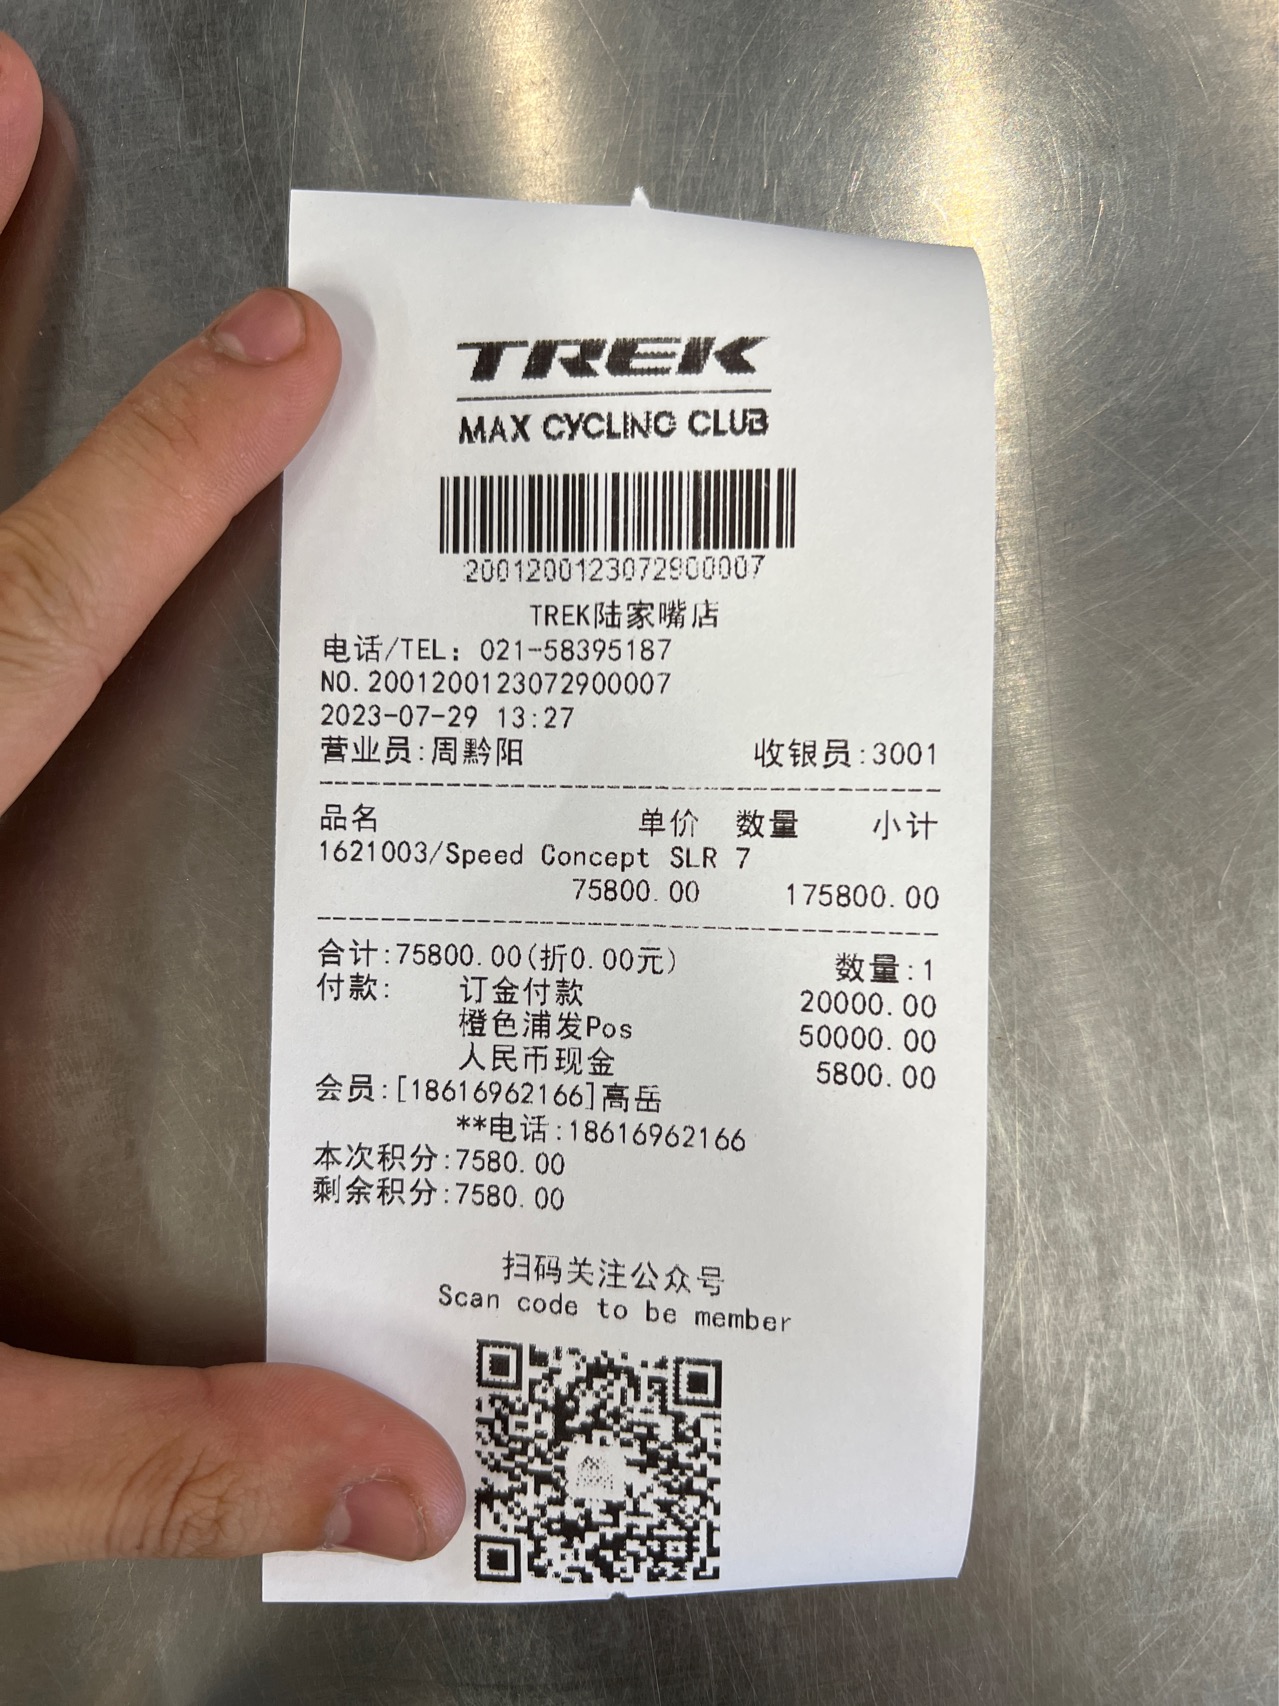 TREK
MAX CYCLING CLUB
2001200123072900007
TREK陆家嘴店
电话/TEL: 021-58395187
NO.2001200123072900007
2023-07-29 13:27
营业员:周黔阳 收银员:3001
品名 单价 数量 小计
1621003/Speed Concept SLR 7
75800.00 175800.00
合计:75800.00(折0.00元) 数量:1
付款: 订金付款 20000.00
橙色浦发Pos 50000.00
人民币现金 5800.00
会员:[18616962166]高岳
**电话:18616962166
本次积分:7580.00
剩余积分:7580.00
扫码关注公众号
Scan code to be member